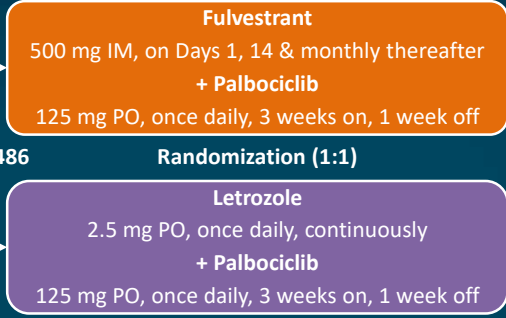 Fulvestrant
500 mg IM, on Days 1, 14 & monthly thereafter
+ Palbociclib
125 mg PO, once daily, 3 weeks on, 1 week off
486 Randomization (1:1)
Letrozole
2.5 mg PO, once daily, continuously
+ Palbociclib
125 mg PO, once daily, 3 weeks on, 1 week off